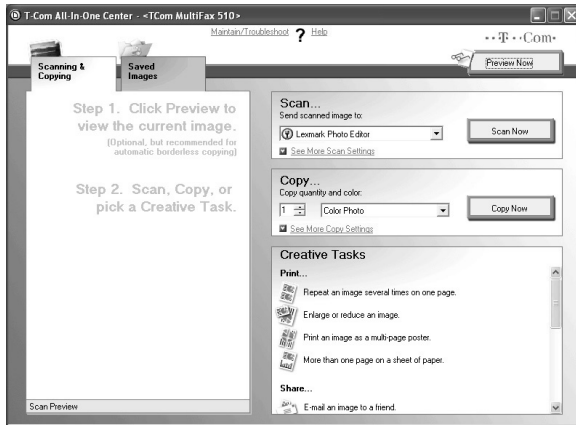 T-Com All-In-One Center - <TCom MultiFax 510>
Maintain/Troubleshoot ? Help
··T··Com·
Preview Now
Scanning &
Copying
Saved
Images
Step 1. Click Preview to
view the current image.
(Optional, but recommended for
automatic borderless copying)
Step 2. Scan, Copy, or
pick a Creative Task.
Scan Preview
Scan...
Send scanned image to:
Lexmark Photo Editor
Scan Now
See More Scan Settings
Copy...
Copy quantity and color:
1
Color Photo
Copy Now
See More Copy Settings
Creative Tasks
Print...
Repeat an image several times on one page.
Enlarge or reduce an image.
Print an image as a multi-page poster.
More than one page on a sheet of paper.
Share...
E-mail an image to a friend.